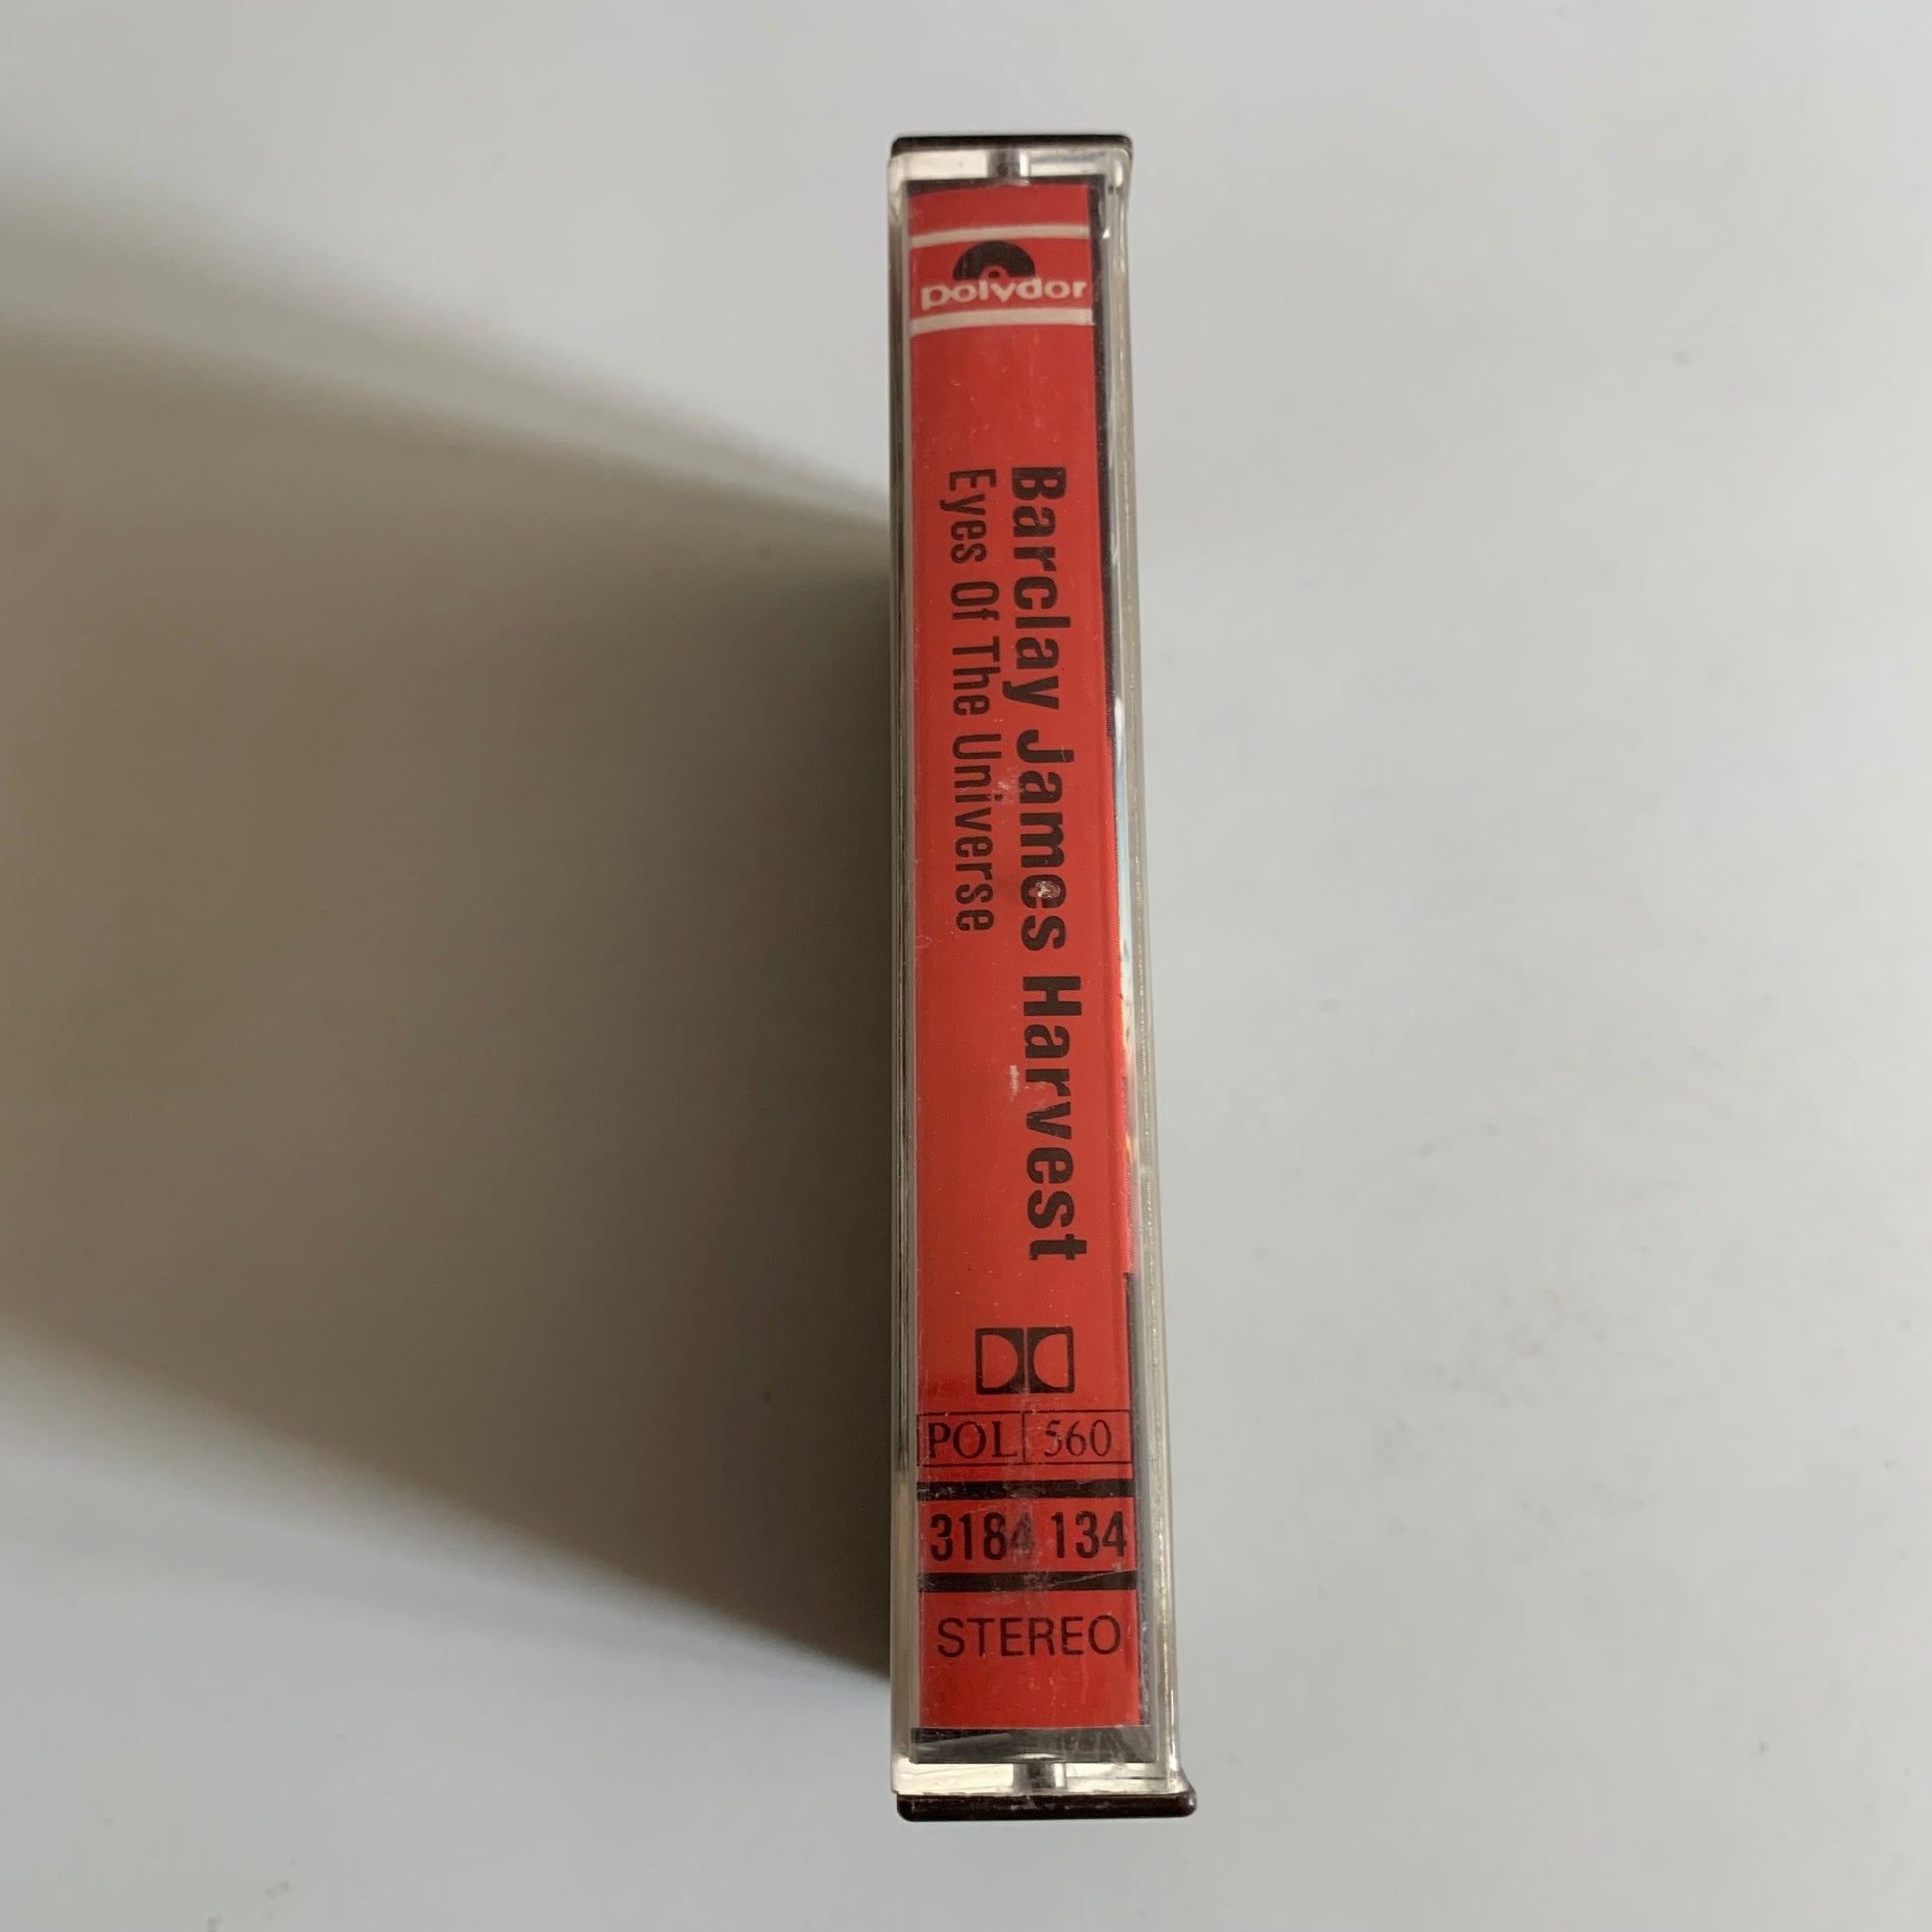 polydor
Barclay James Harvest
Eyes Of The Universe
POL 560
3184 134
STEREO